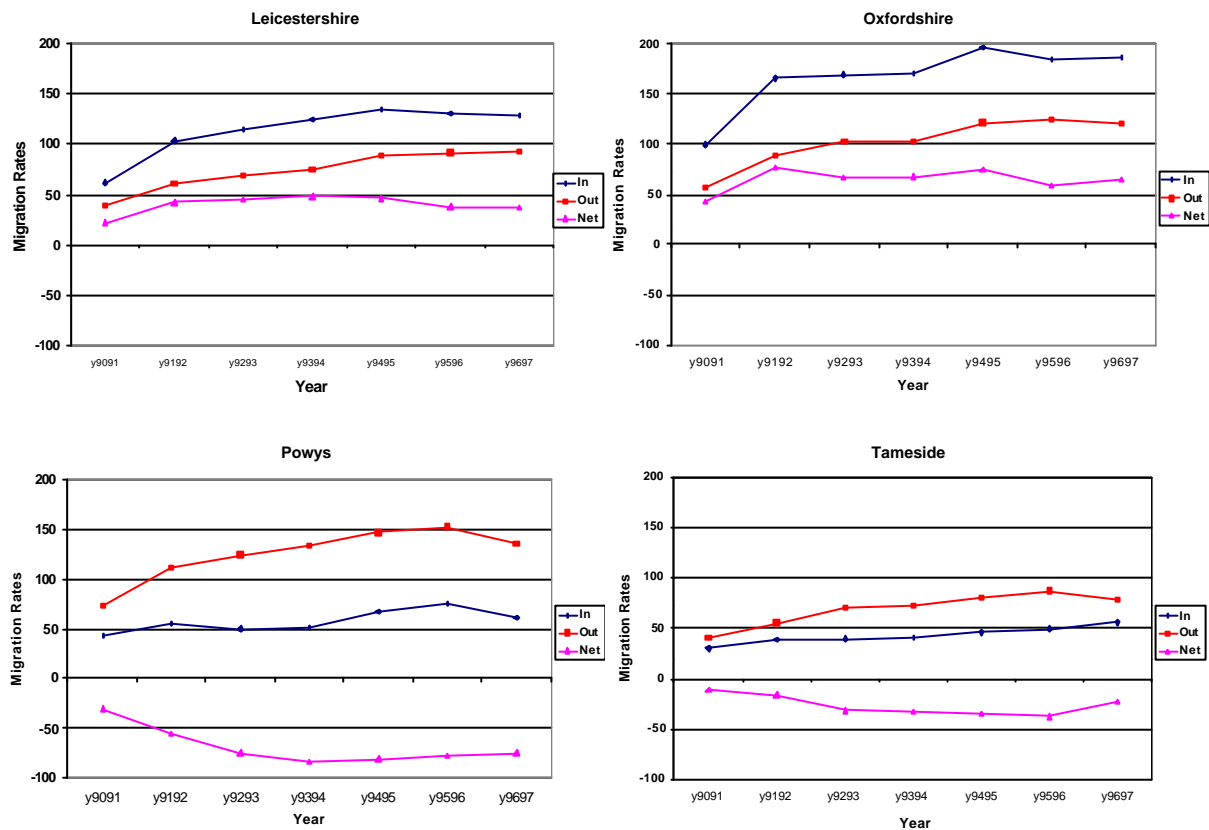 Leicestershire
200
150
100
50
0
-50
-100
Migration Rates
y9091 y9192 y9293 y9394 y9495 y9596 y9697
Year
In
Out
Net
Oxfordshire
200
150
100
50
0
-50
-100
Migration Rates
y9091 y9192 y9293 y9394 y9495 y9596 y9697
Year
In
Out
Net
Powys
200
150
100
50
0
-50
-100
Migration Rates
y9091 y9192 y9293 y9394 y9495 y9596 y9697
Year
In
Out
Net
Tameside
200
150
100
50
0
-50
-100
Migration Rates
y9091 y9192 y9293 y9394 y9495 y9596 y9697
Year
In
Out
Net